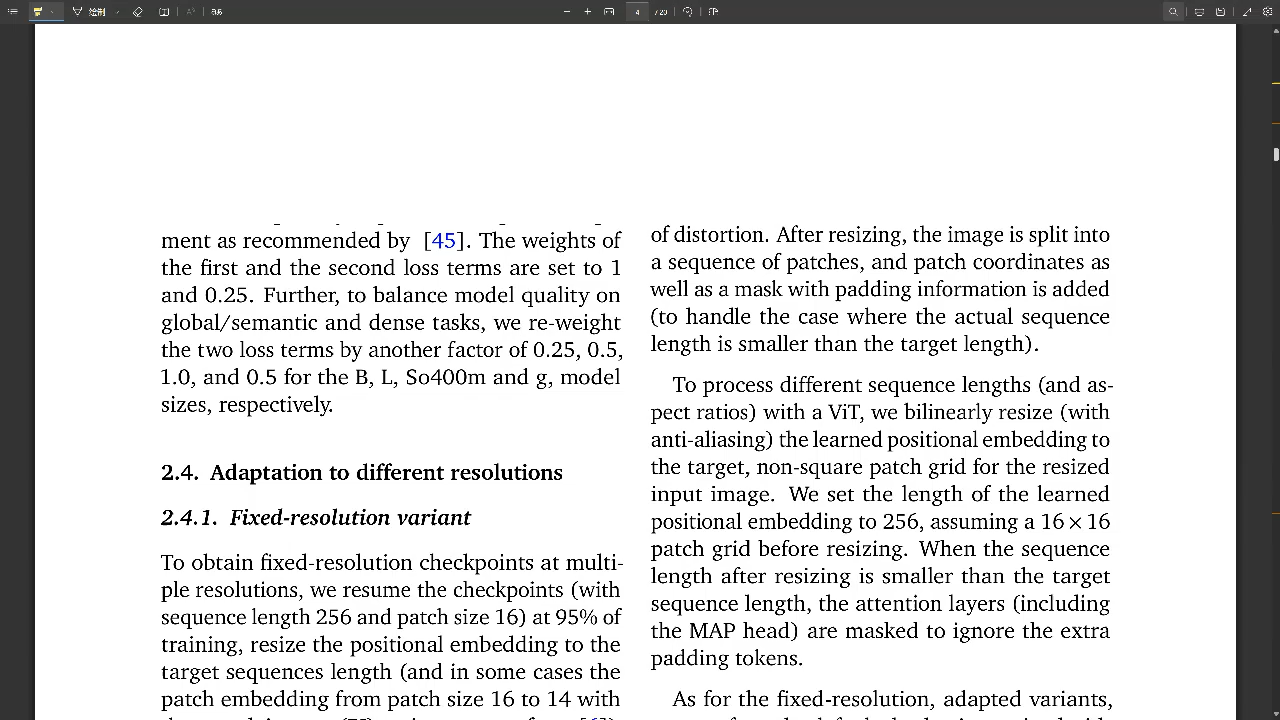 绘制
4 / 20
ment as recommended by [45]. The weights of
the first and the second loss terms are set to 1
and 0.25. Further, to balance model quality on
global/semantic and dense tasks, we re-weight
the two loss terms by another factor of 0.25, 0.5,
1.0, and 0.5 for the B, L, So400m and g, model
sizes, respectively.
2.4. Adaptation to different resolutions
2.4.1. Fixed-resolution variant
To obtain fixed-resolution checkpoints at multi-
ple resolutions, we resume the checkpoints (with
sequence length 256 and patch size 16) at 95% of
training, resize the positional embedding to the
target sequences length (and in some cases the
patch embedding from patch size 16 to 14 with
of distortion. After resizing, the image is split into
a sequence of patches, and patch coordinates as
well as a mask with padding information is added
(to handle the case where the actual sequence
length is smaller than the target length).
To process different sequence lengths (and as-
pect ratios) with a ViT, we bilinearly resize (with
anti-aliasing) the learned positional embedding to
the target, non-square patch grid for the resized
input image. We set the length of the learned
positional embedding to 256, assuming a 16 × 16
patch grid before resizing. When the sequence
length after resizing is smaller than the target
sequence length, the attention layers (including
the MAP head) are masked to ignore the extra
padding tokens.
As for the fixed-resolution, adapted variants,